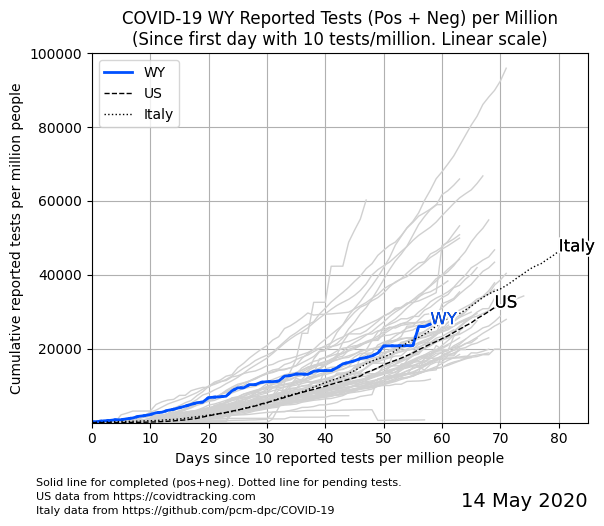 COVID-19 WY Reported Tests (Pos + Neg) per Million
(Since first day with 10 tests/million. Linear scale)
Cumulative reported tests per million people
100000
80000
60000
40000
20000
WY
US
Italy
Italy
US
WY
0 10 20 30 40 50 60 70 80
Days since 10 reported tests per million people
Solid line for completed (pos+neg). Dotted line for pending tests.
US data from https://covidtracking.com
Italy data from https://github.com/pcm-dpc/COVID-19
14 May 2020